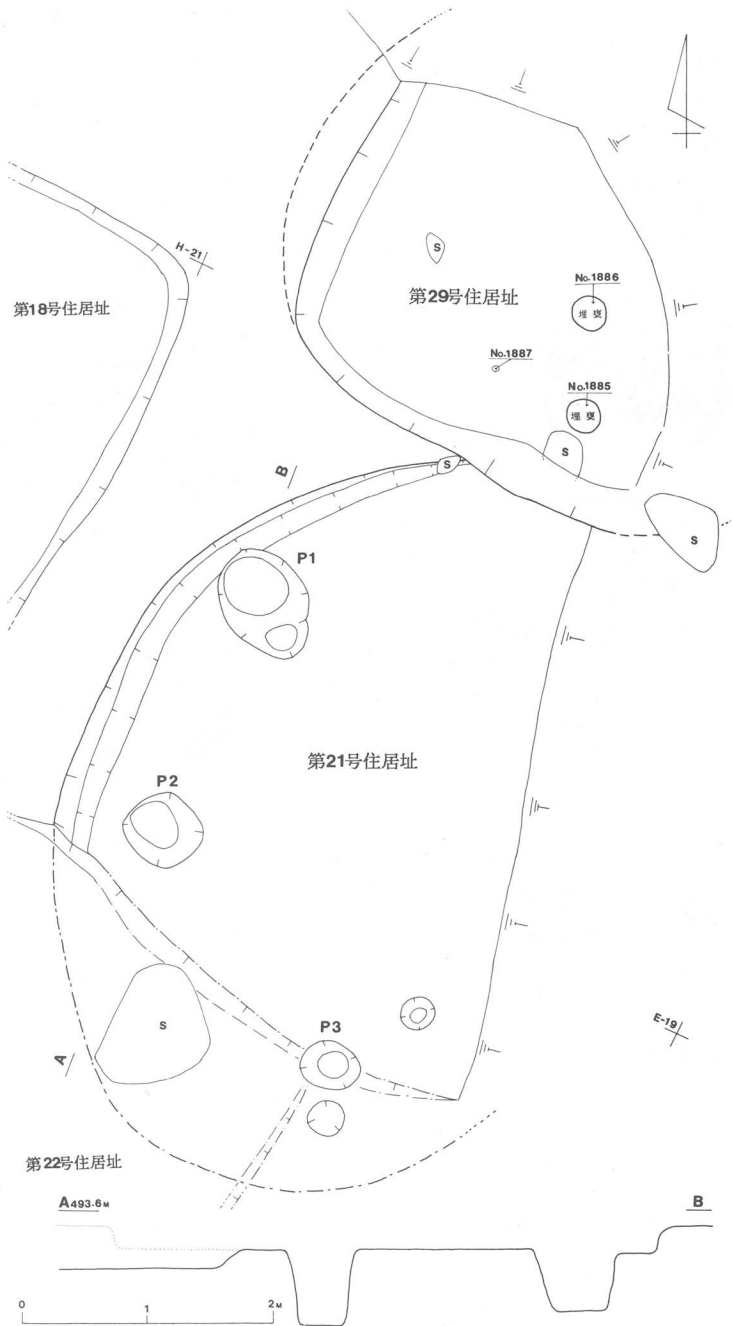 H-21
第18号住居址
S
No.1886
埋甕
第29号住居址
No.1887
No.1885
埋甕
S
S
B
S
P1
第21号住居址
P2
S
A
P3
E-19
第22号住居址
A 493.6M
B
0 1 2M